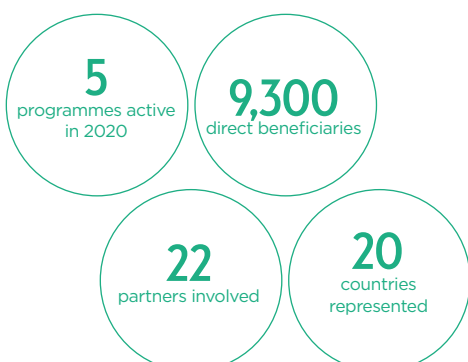 5
programmes active
in 2020
9,300
direct beneficiaries
22
partners involved
20
countries
represented